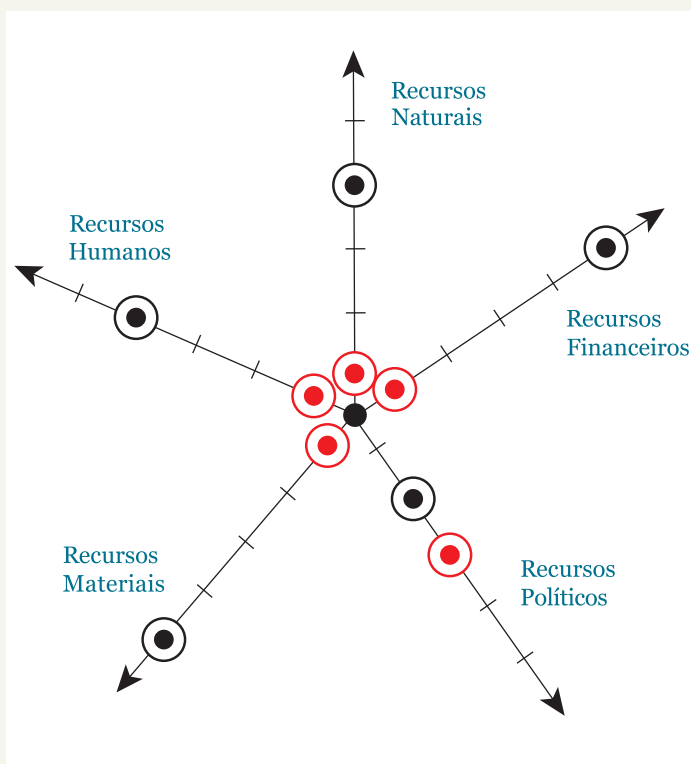 Recursos
Naturais
Recursos
Humanos
Recursos
Financeiros
Recursos
Materiais
Recursos
Políticos